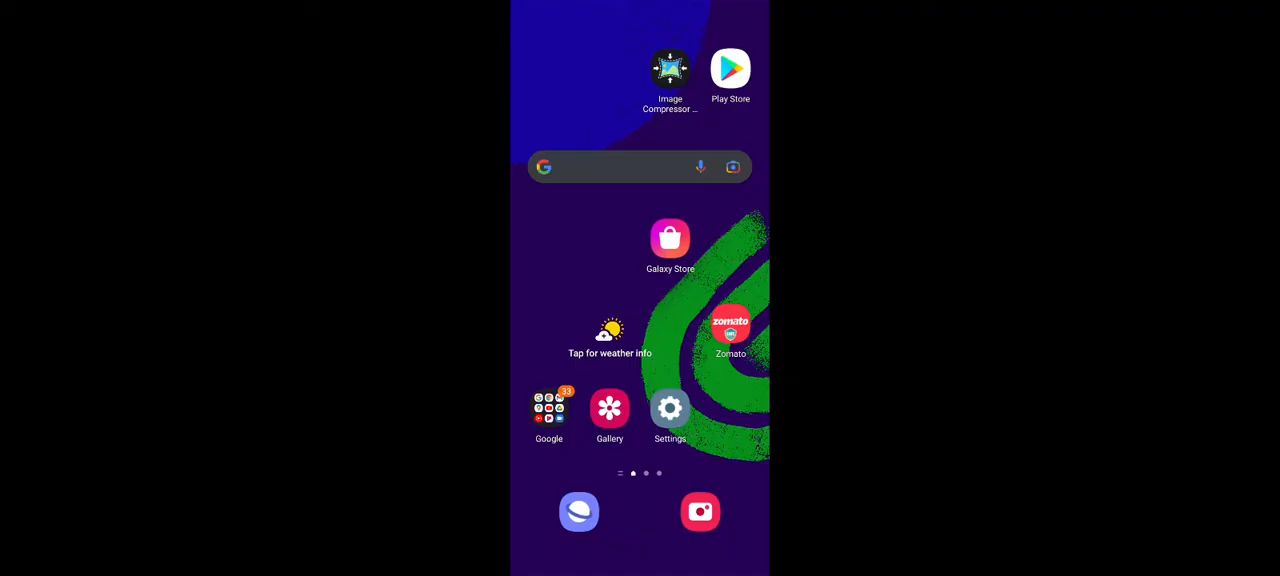 Image
Compressor ...
Play Store
Galaxy Store
zomato
Tap for weather info
Zomato
33
Google
Gallery
Settings